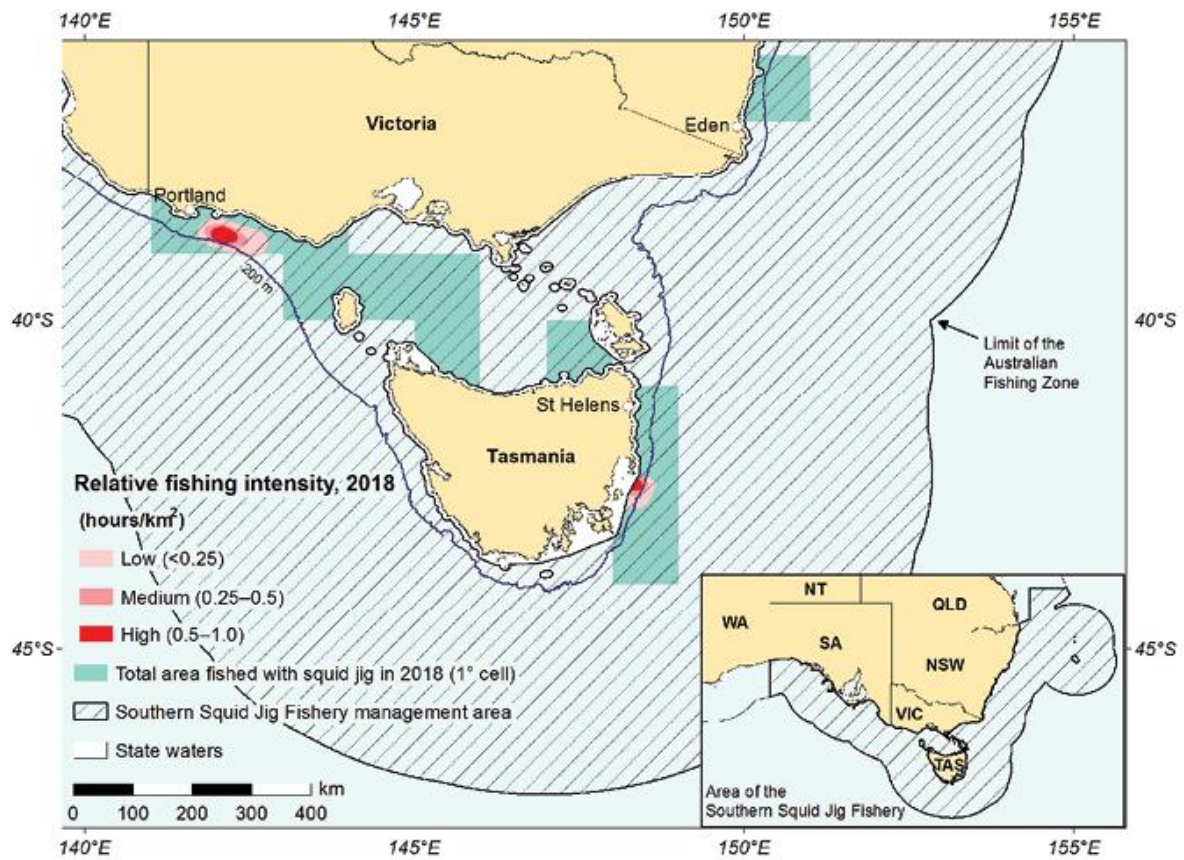 140°E 145°E 150°E 155°E
Victoria
Eden
Portland
200 m
40°S 40°S
Limit of the
Australian
Fishing Zone
St Helens
Tasmania
Relative fishing intensity, 2018
(hours/km²)
Low (<0.25)
Medium (0.25–0.5)
High (0.5–1.0)
45°S 45°S
Total area fished with squid jig in 2018 (1° cell)
Southern Squid Jig Fishery management area
State waters
km
0 100 200 300 400
NT
QLD
WA
SA
NSW
VIC
TAS
Area of the
Southern Squid Jig Fishery
140°E 145°E 150°E 155°E